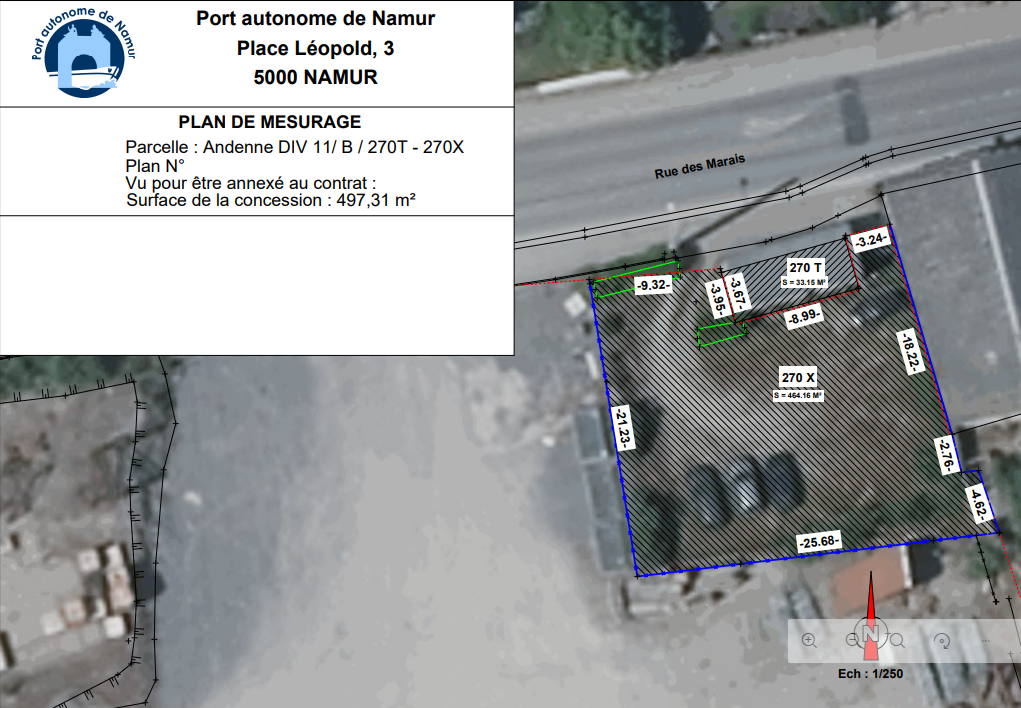 Port autonome de Namur
Port autonome de Namur
Place Léopold, 3
5000 NAMUR
PLAN DE MESURAGE
Parcelle : Andenne DIV 11/ B / 270T - 270X
Plan N°
Vu pour être annexé au contrat :
Surface de la concession : 497,31 m²
Rue des Marais
-3.24-
270 T
S = 33.15 M²
-9.32-
-3.95-
-3.67-
-8.99-
-18.22-
270 X
S = 464.16 M²
-21.23-
-2.76-
-4.62-
-25.68-
N
Ech : 1/250